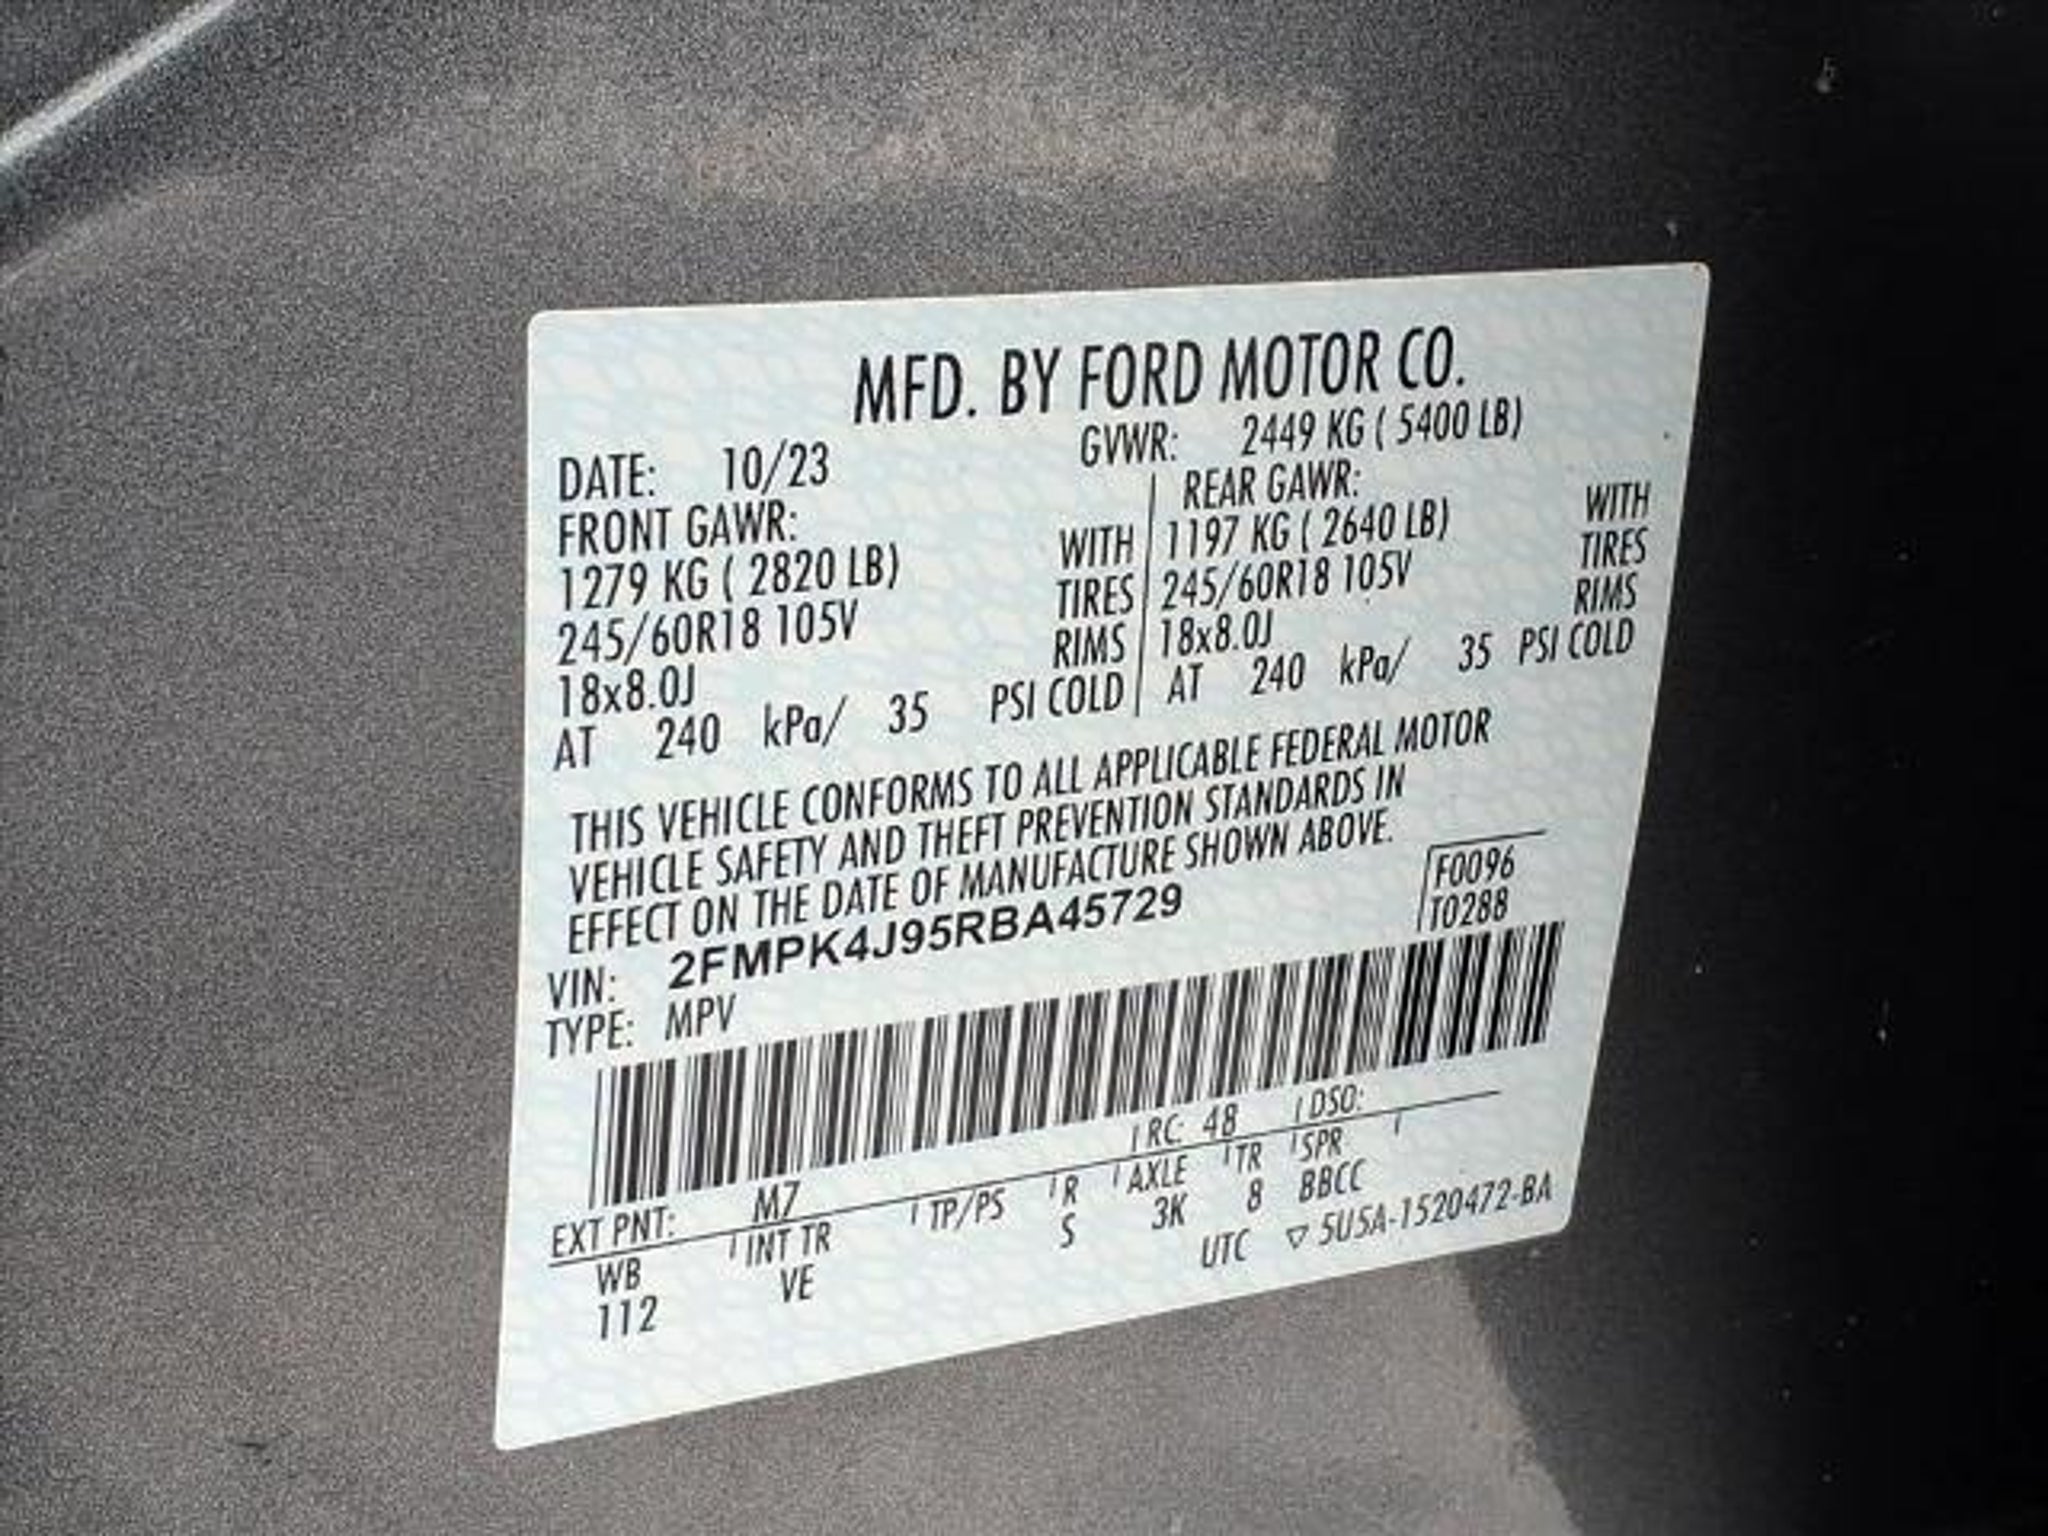 MFD. BY FORD MOTOR CO.
DATE: 10/23 GVWR: 2449 KG ( 5400 LB)
FRONT GAWR: REAR GAWR:
1279 KG ( 2820 LB) WITH 1197 KG ( 2640 LB) WITH
245/60R18 105V TIRES 245/60R18 105V TIRES
18x8.0J RIMS 18x8.0J RIMS
AT 240 kPa/ 35 PSI COLD AT 240 kPa/ 35 PSI COLD
THIS VEHICLE CONFORMS TO ALL APPLICABLE FEDERAL MOTOR
VEHICLE SAFETY AND THEFT PREVENTION STANDARDS IN
EFFECT ON THE DATE OF MANUFACTURE SHOWN ABOVE.
F0096
VIN: 2FMPK4J95RBA45729 T0288
TYPE: MPV
EXT PNT: M7 RC: 48 DSO:
WB INT TR TP/PS R AXLE TR SPR
112 VE S 3K 8 BBCC
UTC ▽ 5U5A-1520472-BA